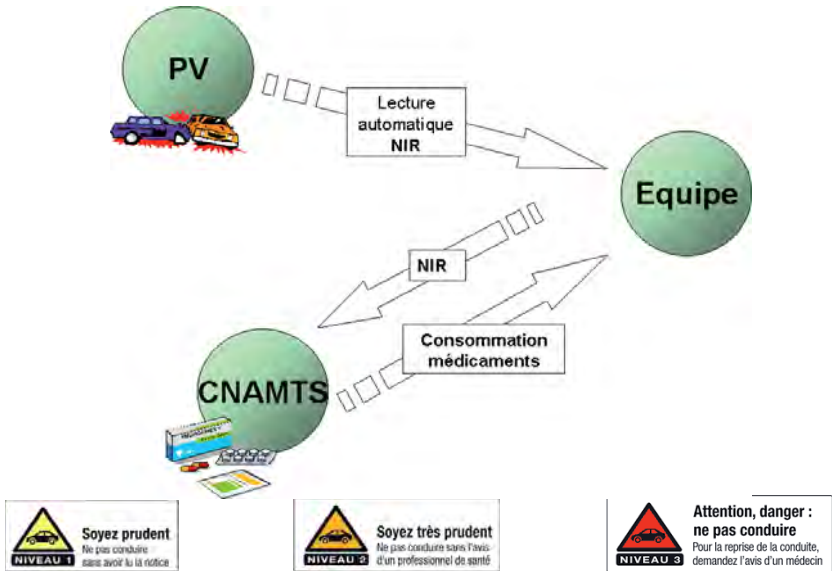 PV
Lecture
automatique
NIR
Equipe
NIR
Consommation
médicaments
CNAMTS
Soyez prudent
Ne pas conduire
sans avoir lu la notice
NIVEAU 1
Soyez très prudent
Ne pas conduire sans l'avis
d'un professionnel de santé
NIVEAU 2
Attention, danger :
ne pas conduire
Pour la reprise de la conduite,
demandez l'avis d'un médecin
NIVEAU 3